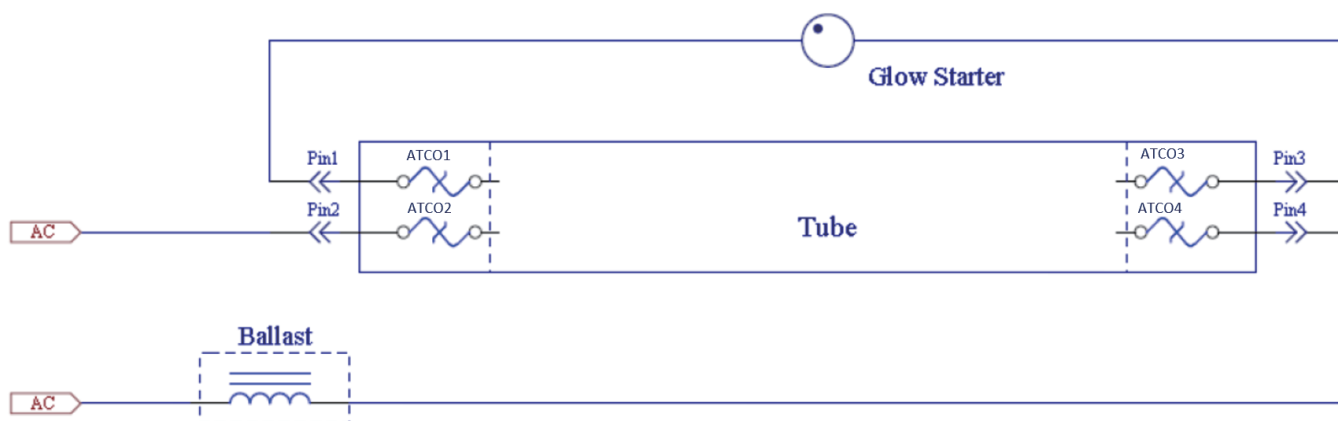 Glow Starter
Pin1
ATCO1
ATCO3
Pin3
AC
Pin2
ATCO2
Tube
ATCO4
Pin4
Ballast
AC